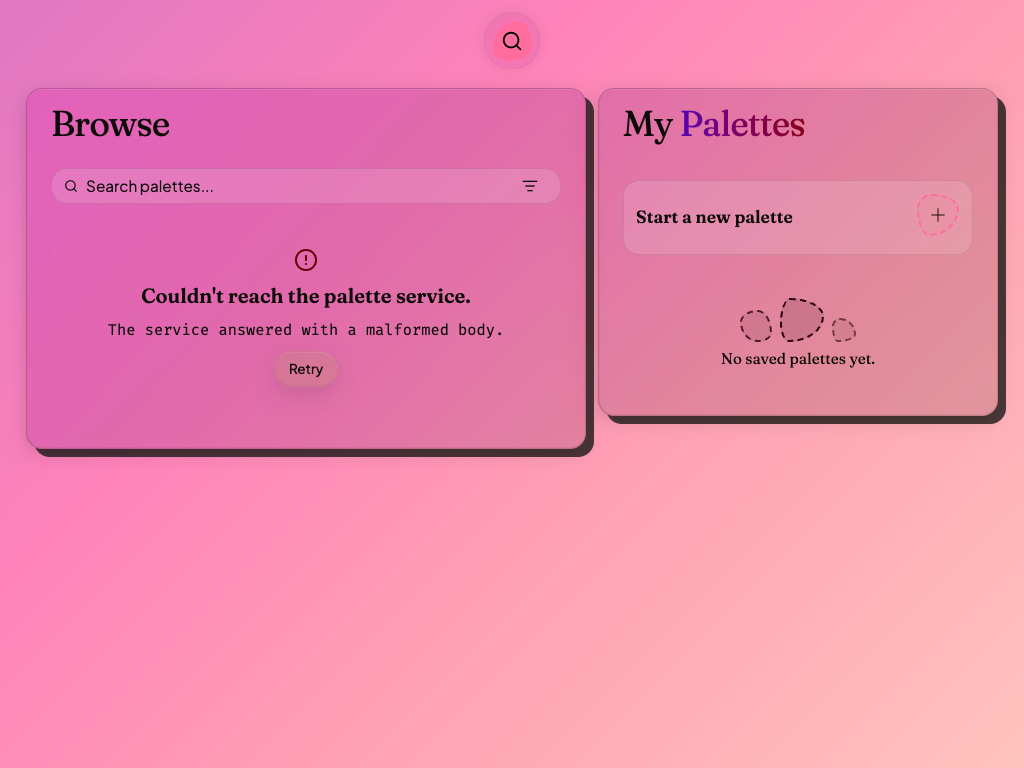 Browse
Search palettes...
Couldn't reach the palette service.
The service answered with a malformed body.
Retry
My Palettes
Start a new palette
No saved palettes yet.